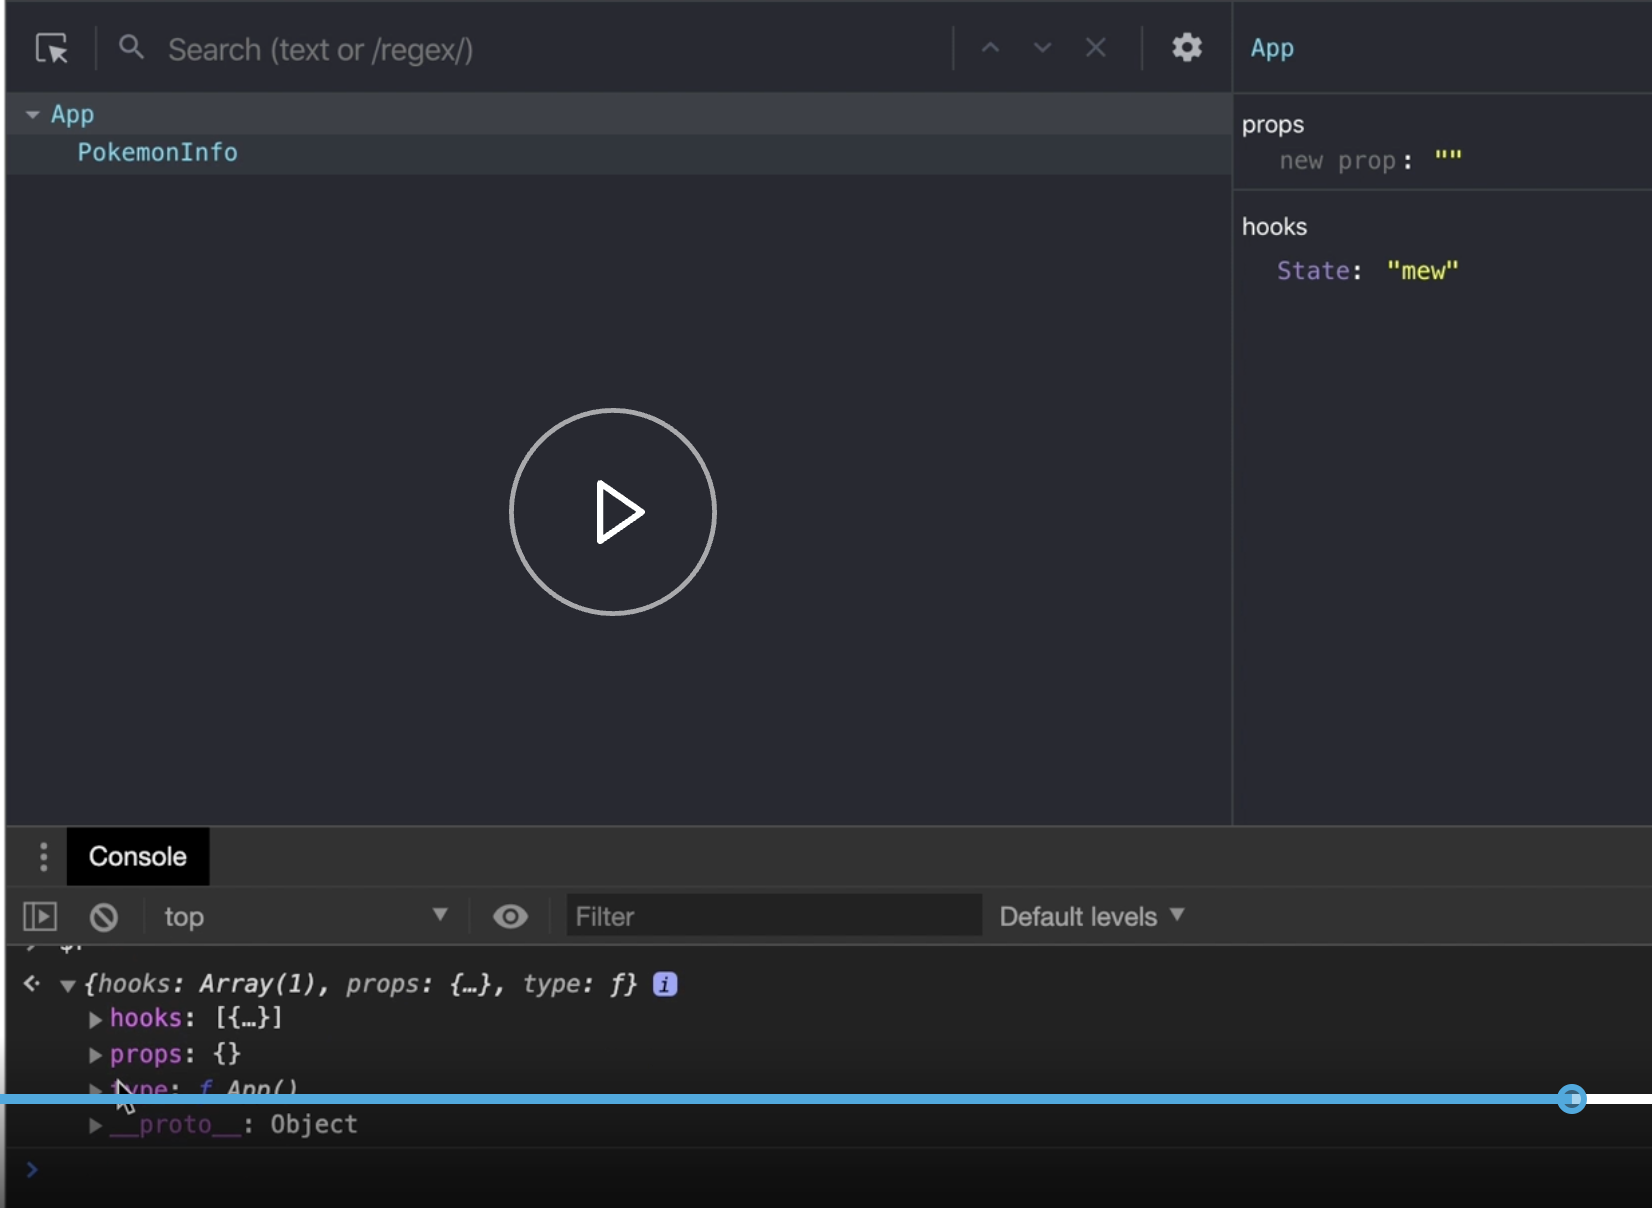 Search (text or /regex/)
App
App
PokemonInfo
props
new prop: ""
hooks
State: "mew"
Console
top
Filter
Default levels
{hooks: Array(1), props: {…}, type: ƒ} i
hooks: [{…}]
props: {}
type: ƒ App()
__proto__: Object